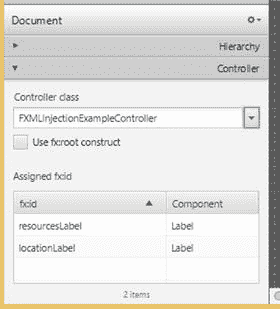 Document
Hierarchy
Controller
Controller class
FXMLInjectionExampleController
Use fx:root construct
Assigned fx:id
fx:id Component
resourcesLabel Label
locationLabel Label
2 items